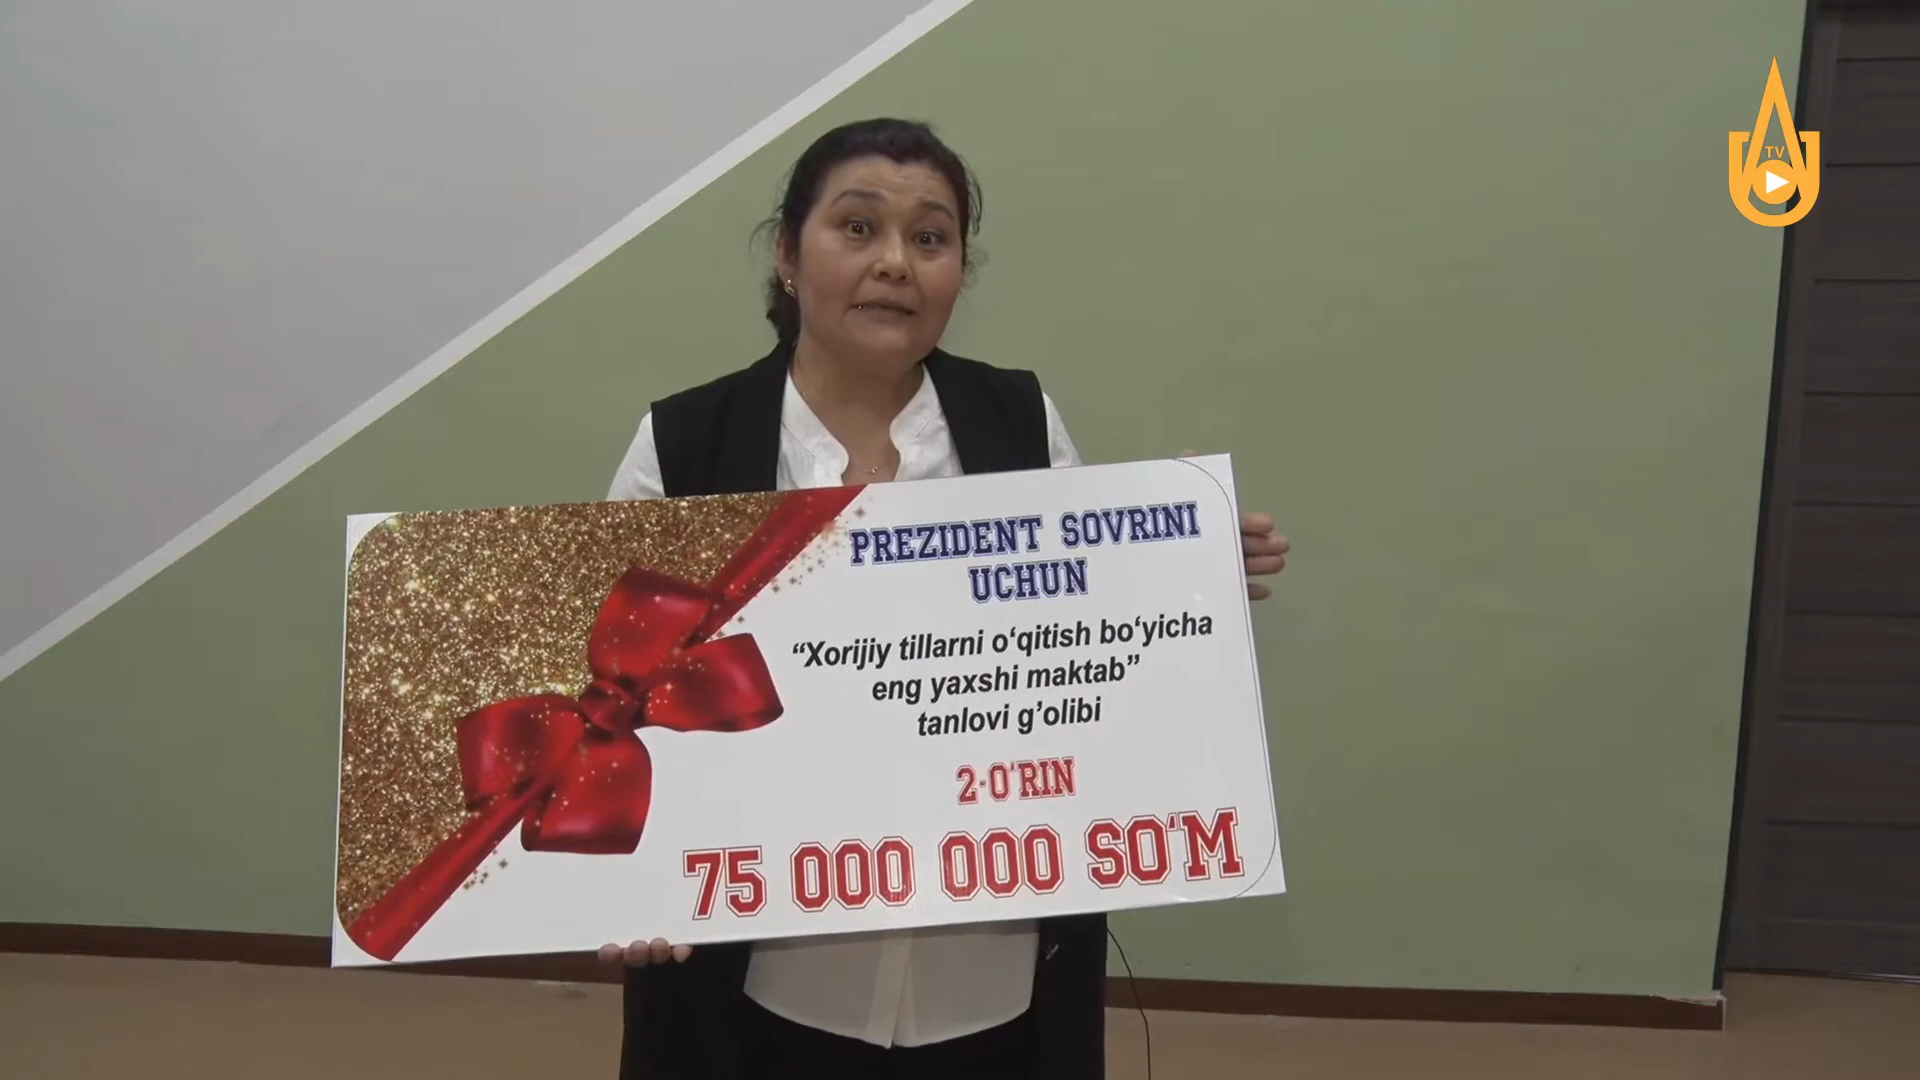 TV
PREZIDENT SOVRINI
UCHUN
“Xorijiy tillarni o‘qitish bo‘yicha
eng yaxshi maktab”
tanlovi g’olibi
2-O‘RIN
75 000 000 SO‘M